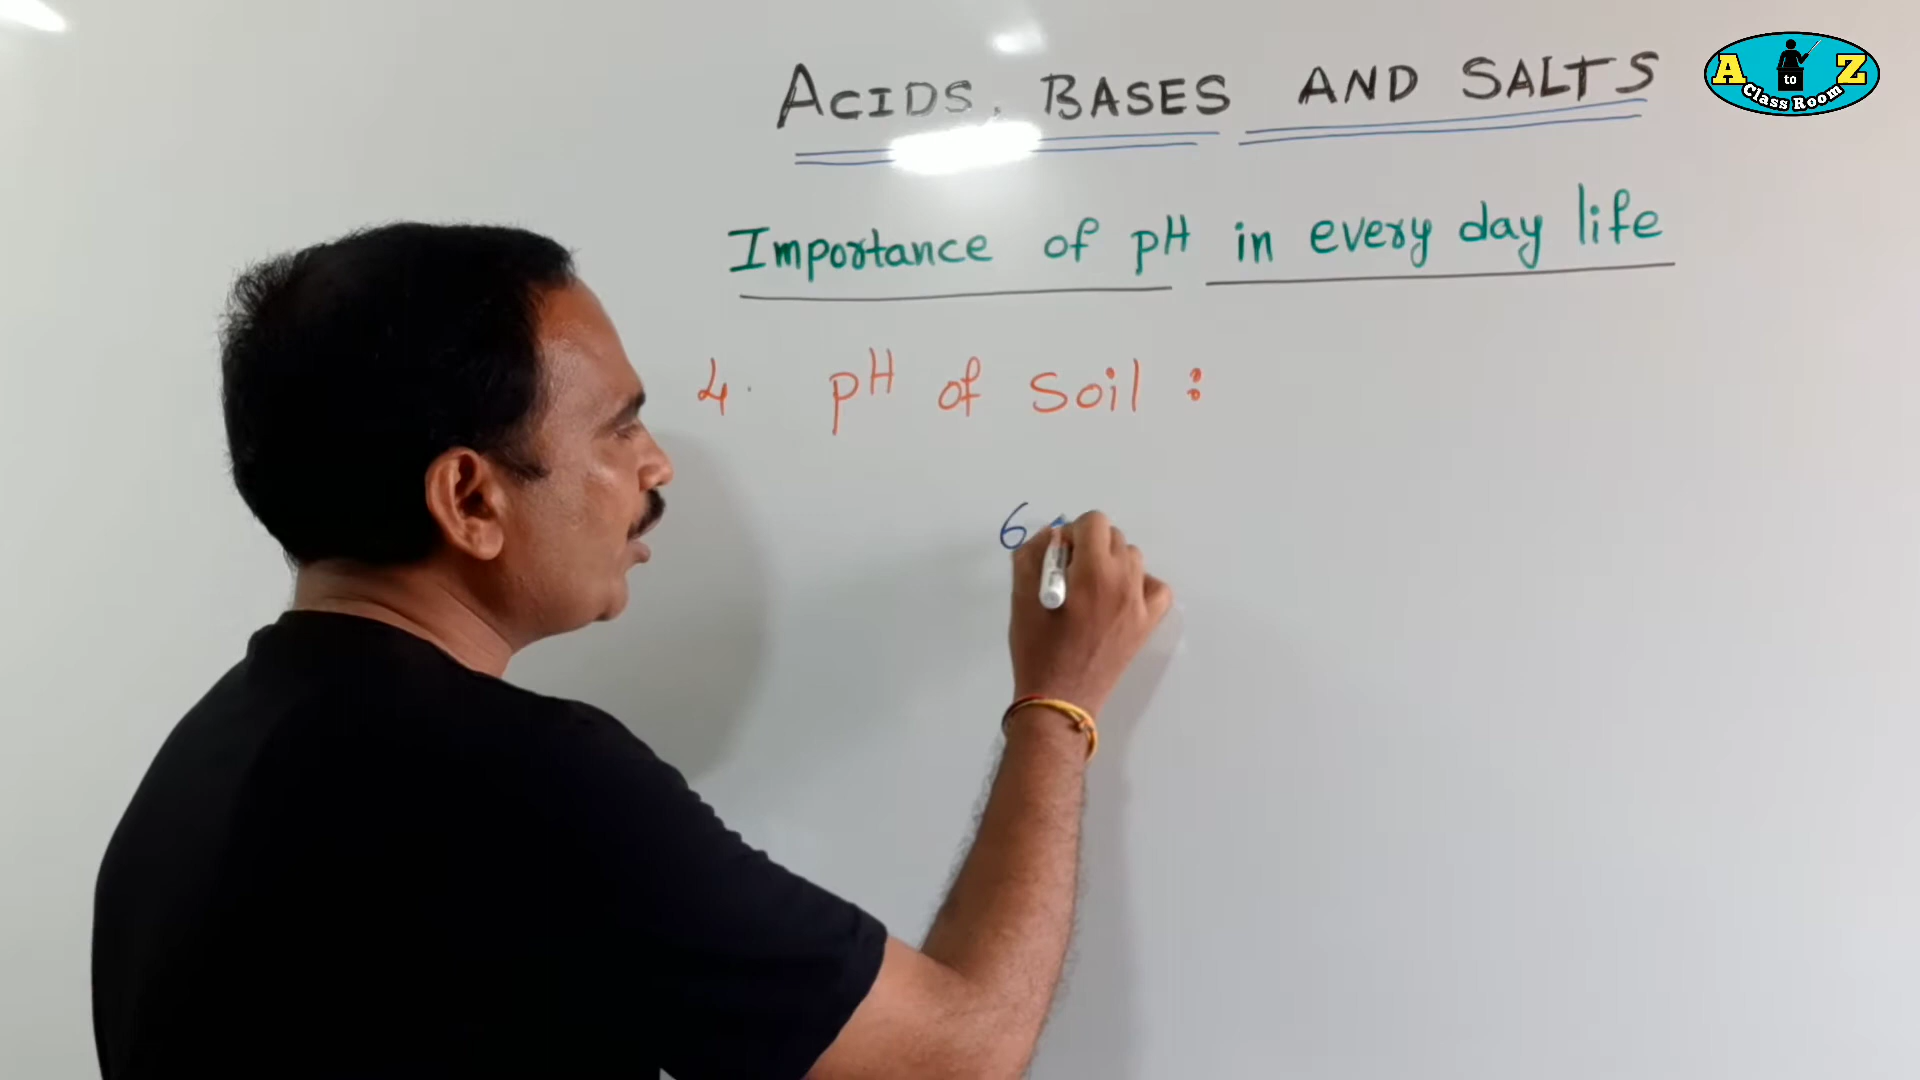 ACIDS, BASES AND SALTS
A to Z
Class Room
Importance of pH in every day life
4. pH of Soil :
6